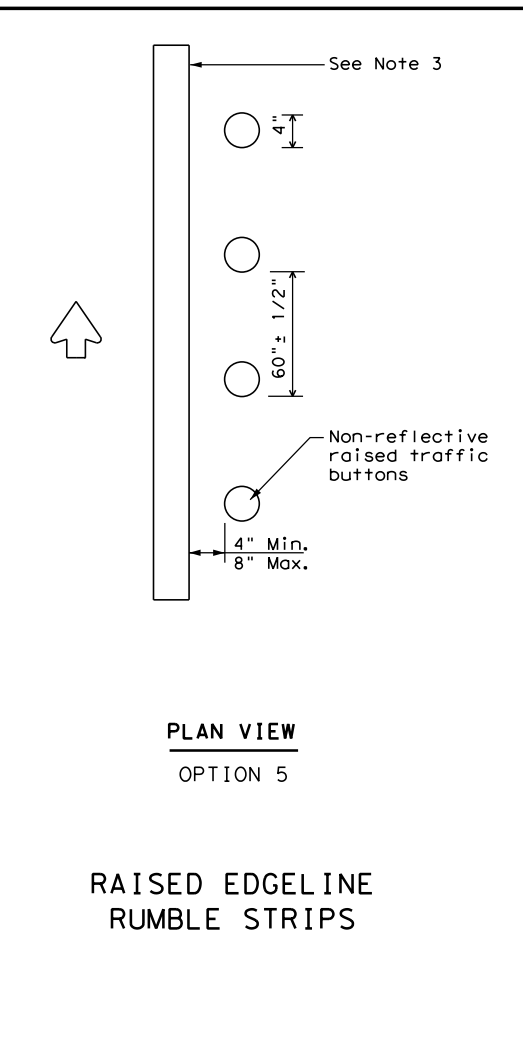 See Note 3
4"
60"± 1/2"
Non-reflective
raised traffic
buttons
4" Min.
8" Max.
PLAN VIEW
OPTION 5
RAISED EDGELINE
RUMBLE STRIPS